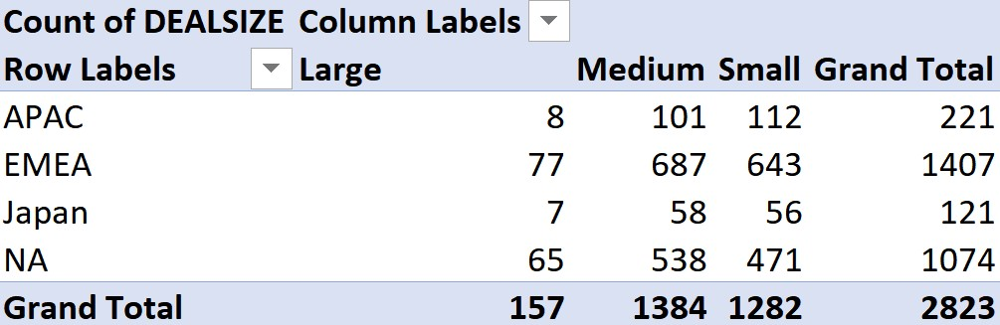 Count of DEALSIZE Column Labels
Row Labels Large Medium Small Grand Total
APAC 8 101 112 221
EMEA 77 687 643 1407
Japan 7 58 56 121
NA 65 538 471 1074
Grand Total 157 1384 1282 2823